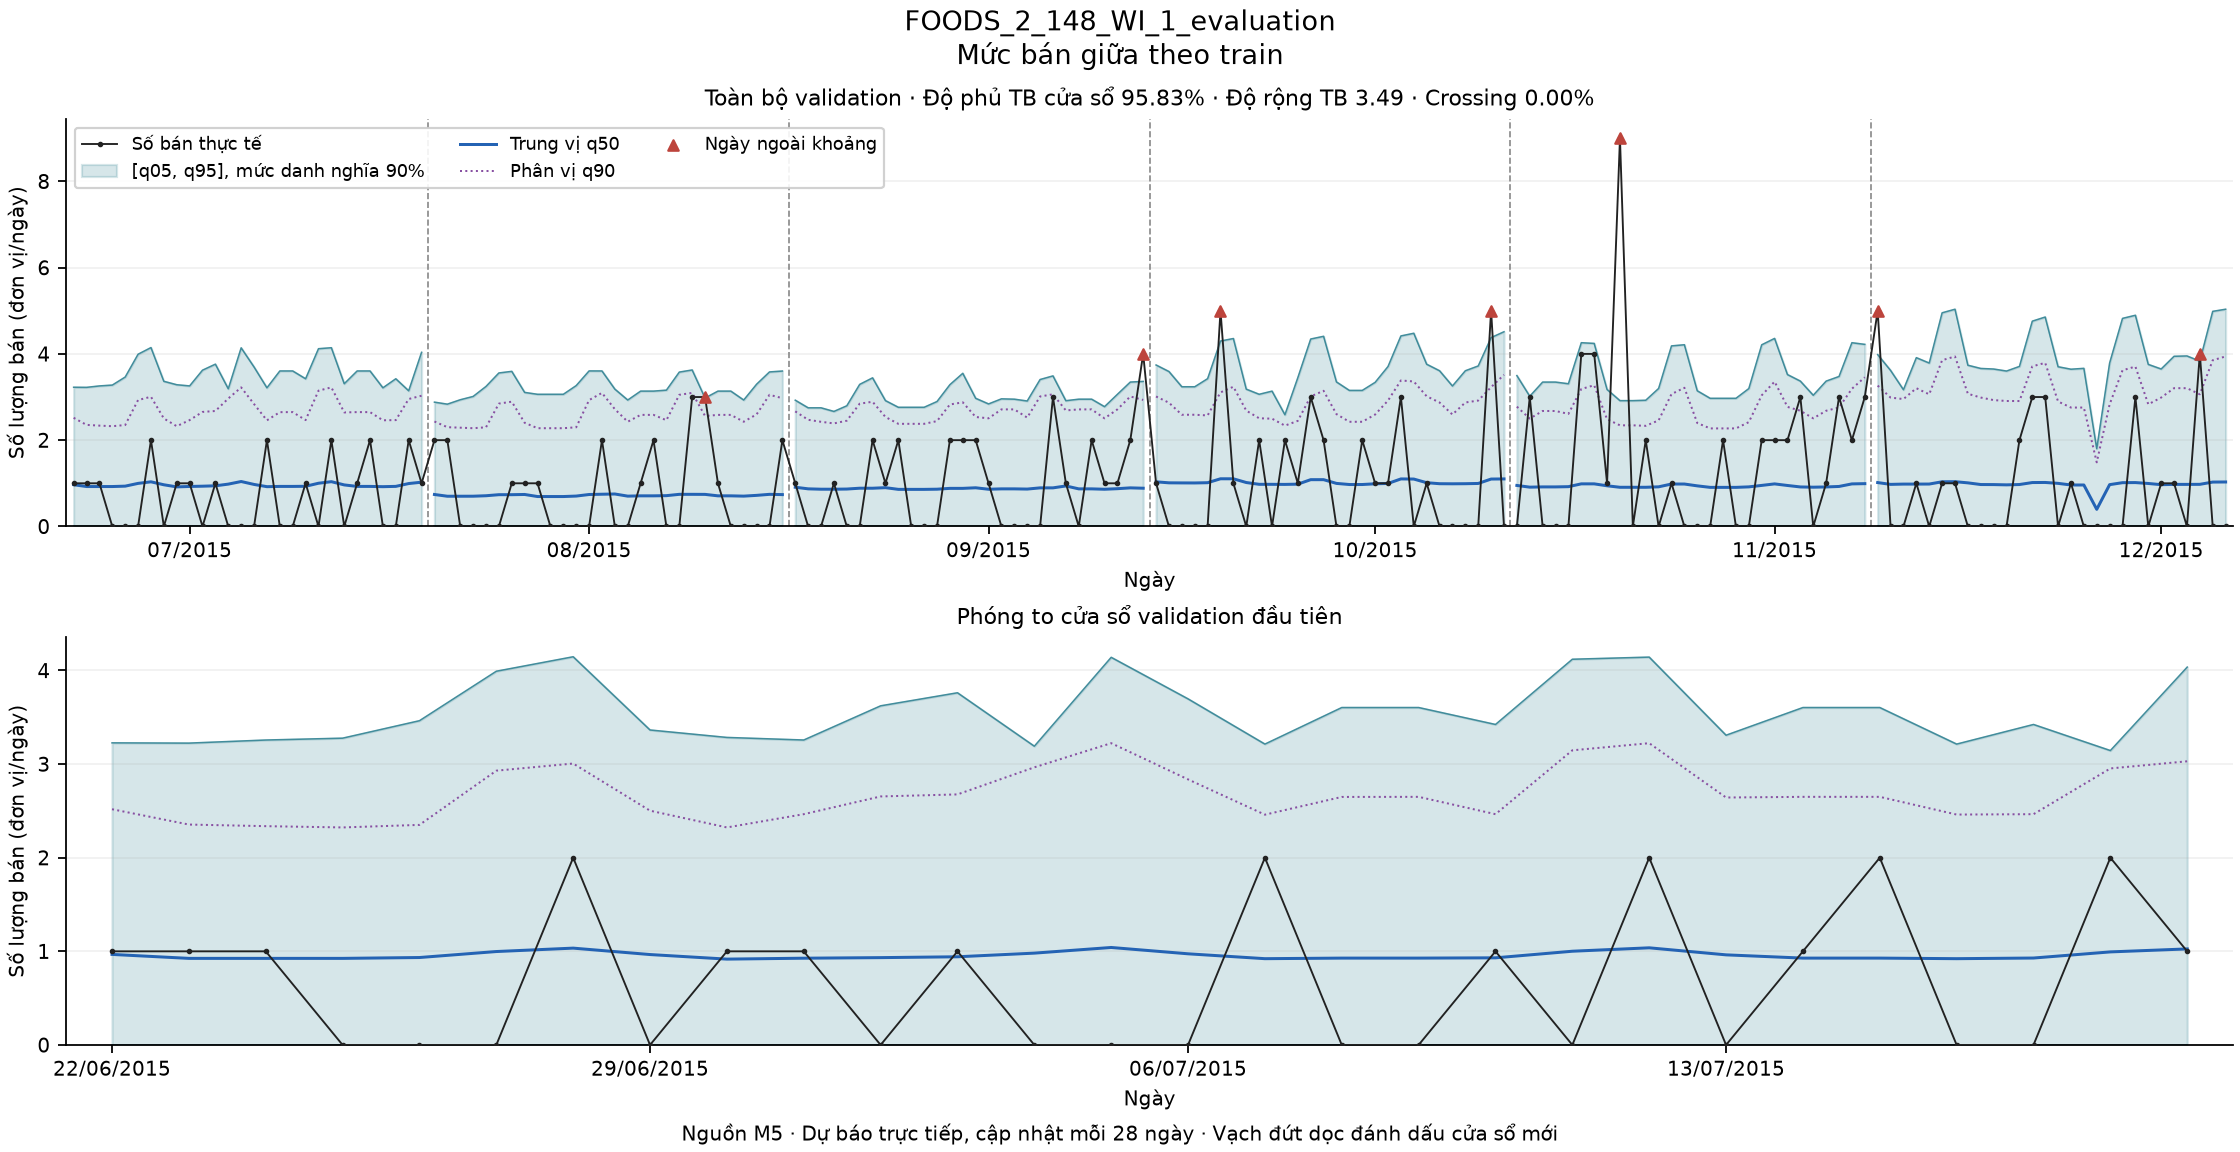 FOODS_2_148_WI_1_evaluation
Mức bán giữa theo train
Toàn bộ validation · Độ phủ TB cửa sổ 95.83% · Độ rộng TB 3.49 · Crossing 0.00%
Số bán thực tế
[q05, q95], mức danh nghĩa 90%
Trung vị q50
Phân vị q90
Ngày ngoài khoảng
Số lượng bán (đơn vị/ngày)
8
6
4
2
0
07/2015 08/2015 09/2015 10/2015 11/2015 12/2015
Ngày
Phóng to cửa sổ validation đầu tiên
Số lượng bán (đơn vị/ngày)
4
3
2
1
0
22/06/2015 29/06/2015 06/07/2015 13/07/2015
Ngày
Nguồn M5 · Dự báo trực tiếp, cập nhật mỗi 28 ngày · Vạch đứt dọc đánh dấu cửa sổ mới